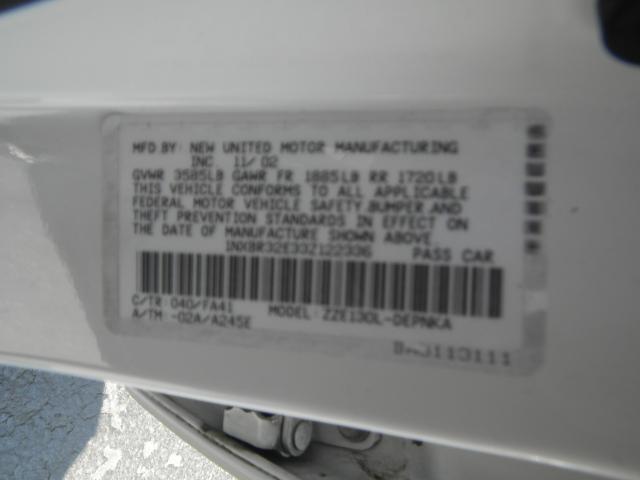 MFD BY: NEW UNITED MOTOR MANUFACTURING
INC. 11/02
GVWR 3585LB GAWR FR 1885LB RR 1720LB
THIS VEHICLE CONFORMS TO ALL APPLICABLE
FEDERAL MOTOR VEHICLE SAFETY, BUMPER AND
THEFT PREVENTION STANDARDS IN EFFECT ON
THE DATE OF MANUFACTURE SHOWN ABOVE.
1NXBR32E33Z122336 PASS CAR
C/TR 040/FA41 MODEL: ZZE130L-DEPNKA
A/TM -02A/A245E